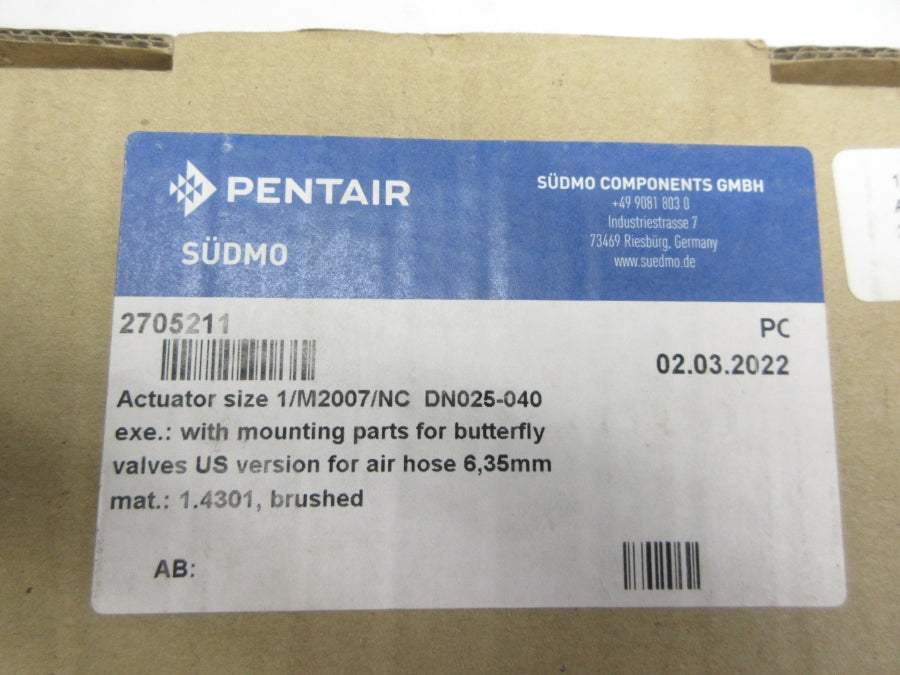 PENTAIR
SÜDMO
SÜDMO COMPONENTS GMBH
+49 9081 803 0
Industriestrasse 7
73469 Riesbürg, Germany
www.suedmo.de
2705211
PC
02.03.2022
Actuator size 1/M2007/NC DN025-040
exe.: with mounting parts for butterfly
valves US version for air hose 6,35mm
mat.: 1.4301, brushed
AB: